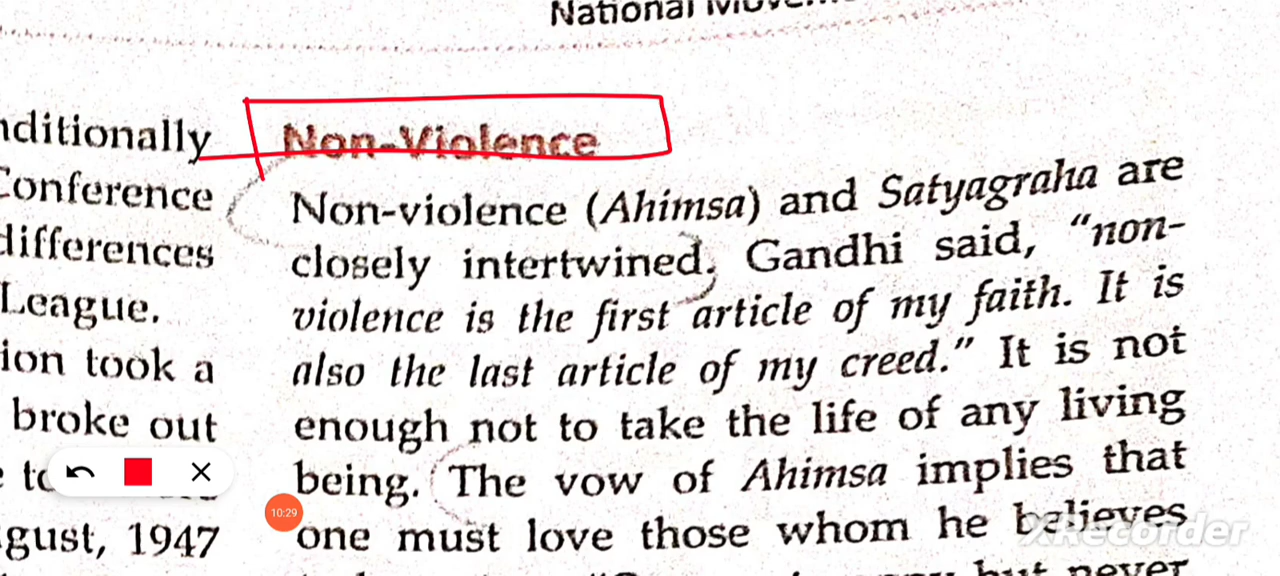 National
nditionally
Conference
differences
League.
ion took a
broke out
gust, 1947
Non-Violence
Non-violence (Ahimsa) and Satyagraha are
closely intertwined. Gandhi said, “non-
violence is the first article of my faith. It is
also the last article of my creed.” It is not
enough not to take the life of any living
being. The vow of Ahimsa implies that
one must love those whom he believes
but never
10:29
XRecorder